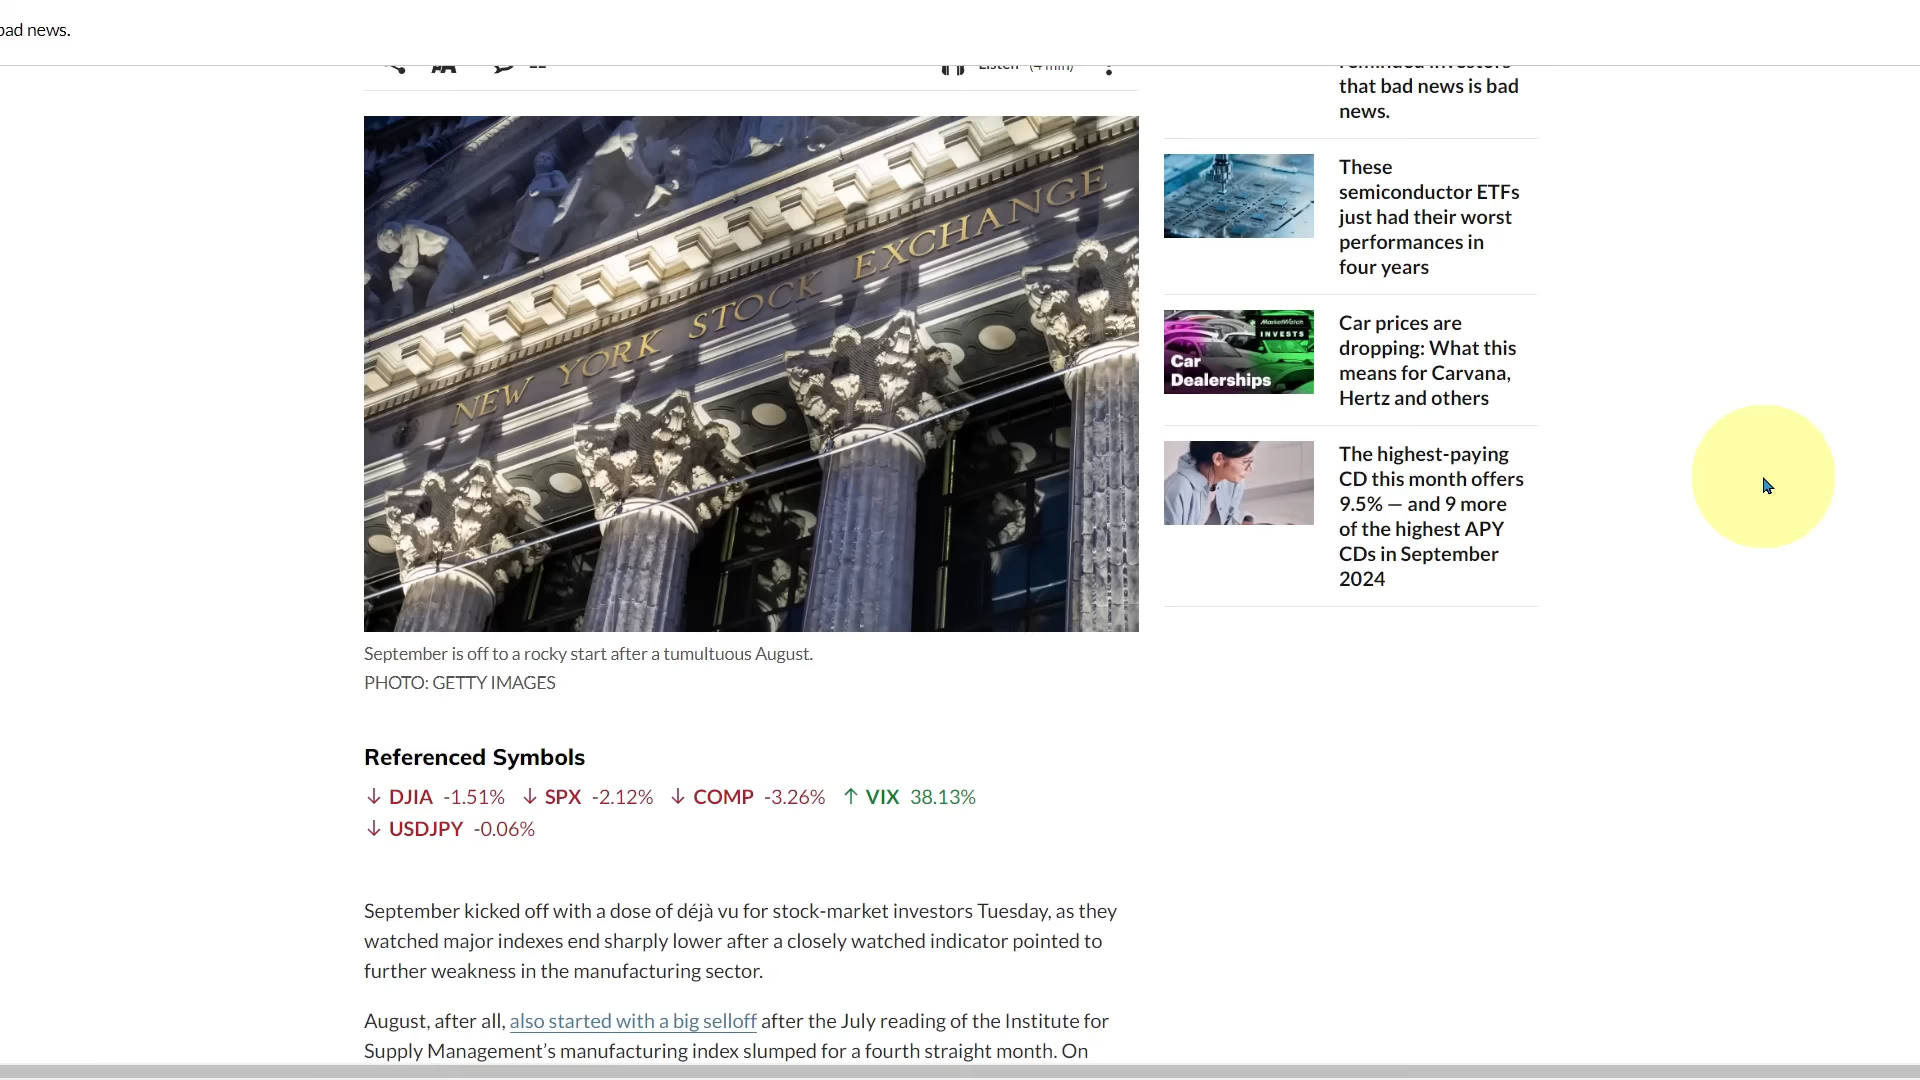 bad news.
22
Listen (4 min)
reminded investors
that bad news is bad
news.
NEW YORK STOCK EXCHANGE
These
semiconductor ETFs
just had their worst
performances in
four years
MarketWatch
INVESTS
Car
Dealerships
Car prices are
dropping: What this
means for Carvana,
Hertz and others
The highest-paying
CD this month offers
9.5% — and 9 more
of the highest APY
CDs in September
2024
September is off to a rocky start after a tumultuous August.
PHOTO: GETTY IMAGES
Referenced Symbols
DJIA -1.51% SPX -2.12% COMP -3.26% VIX 38.13%
USDJPY -0.06%
September kicked off with a dose of déjà vu for stock-market investors Tuesday, as they
watched major indexes end sharply lower after a closely watched indicator pointed to
further weakness in the manufacturing sector.
August, after all, also started with a big selloff after the July reading of the Institute for
Supply Management’s manufacturing index slumped for a fourth straight month. On